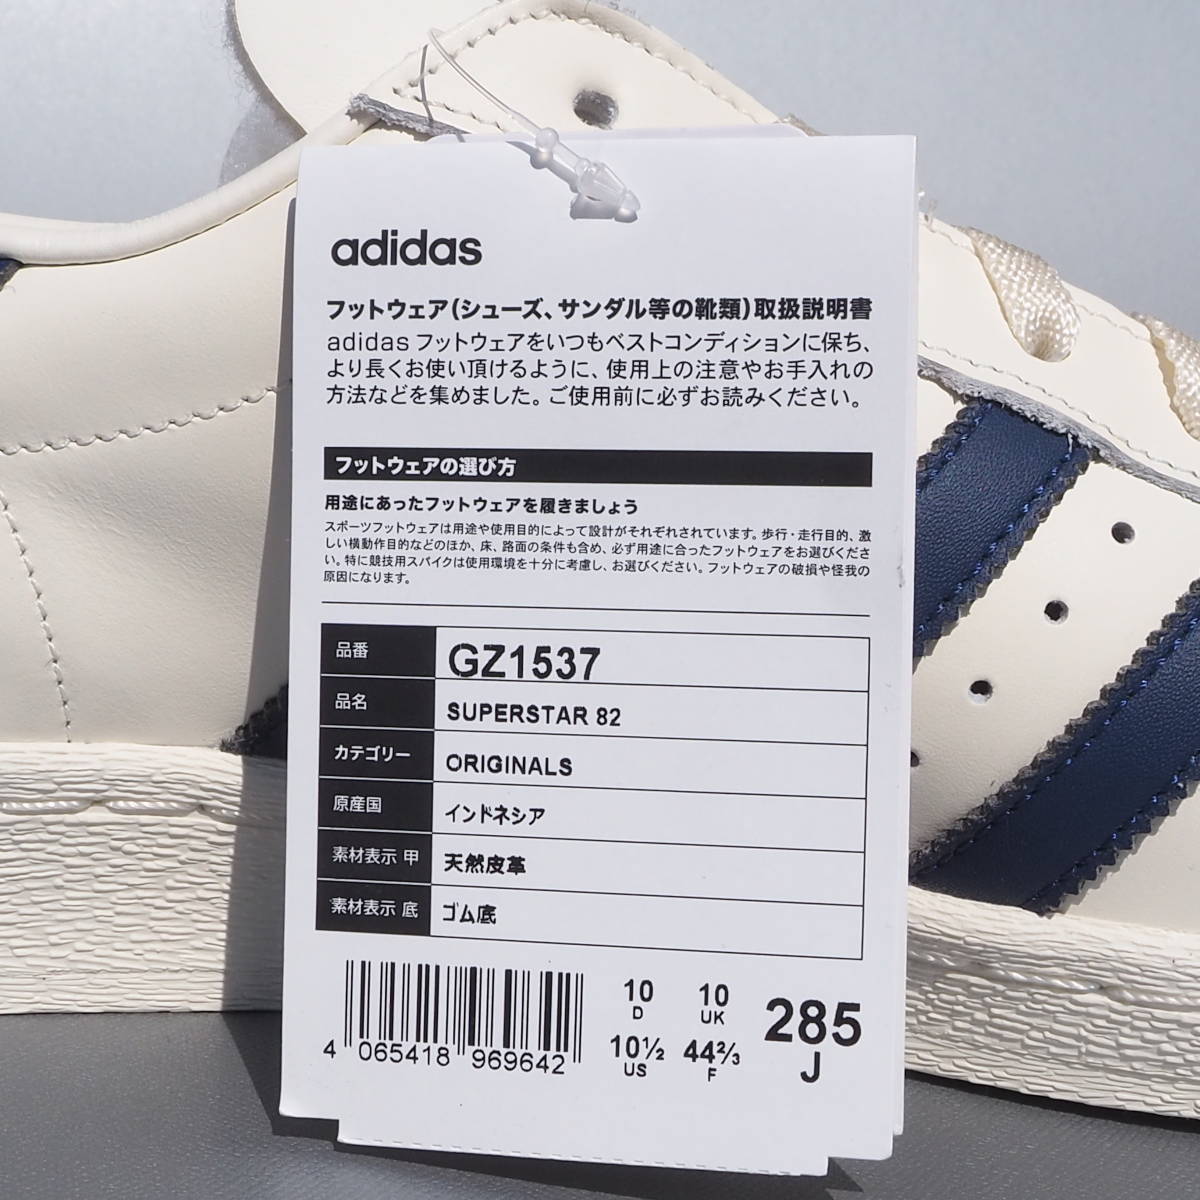 adidas
フットウェア(シューズ、サンダル等の靴類)取扱説明書
adidas フットウェアをいつもベストコンディションに保ち、
より長くお使い頂けるように、使用上の注意やお手入れの
方法などを集めました。ご使用前に必ずお読みください。
フットウェアの選び方
用途にあったフットウェアを履きましょう
スポーツフットウェアは用途や使用目的によって設計がそれぞれされています。歩行・走行目的、激
しい横動作目的などのほか、床、路面の条件も含め、必ず用途に合ったフットウェアをお選びくださ
い。特に競技用スパイクは使用環境を十分に考慮し、お選びください。フットウェアの破損や怪我の
原因になります。
品番 GZ1537
品名 SUPERSTAR 82
カテゴリー ORIGINALS
原産国 インドネシア
素材表示 甲 天然皮革
素材表示 底 ゴム底
4 065418 969642
10 D
10 UK
10½ US
44⅔ F
285 J